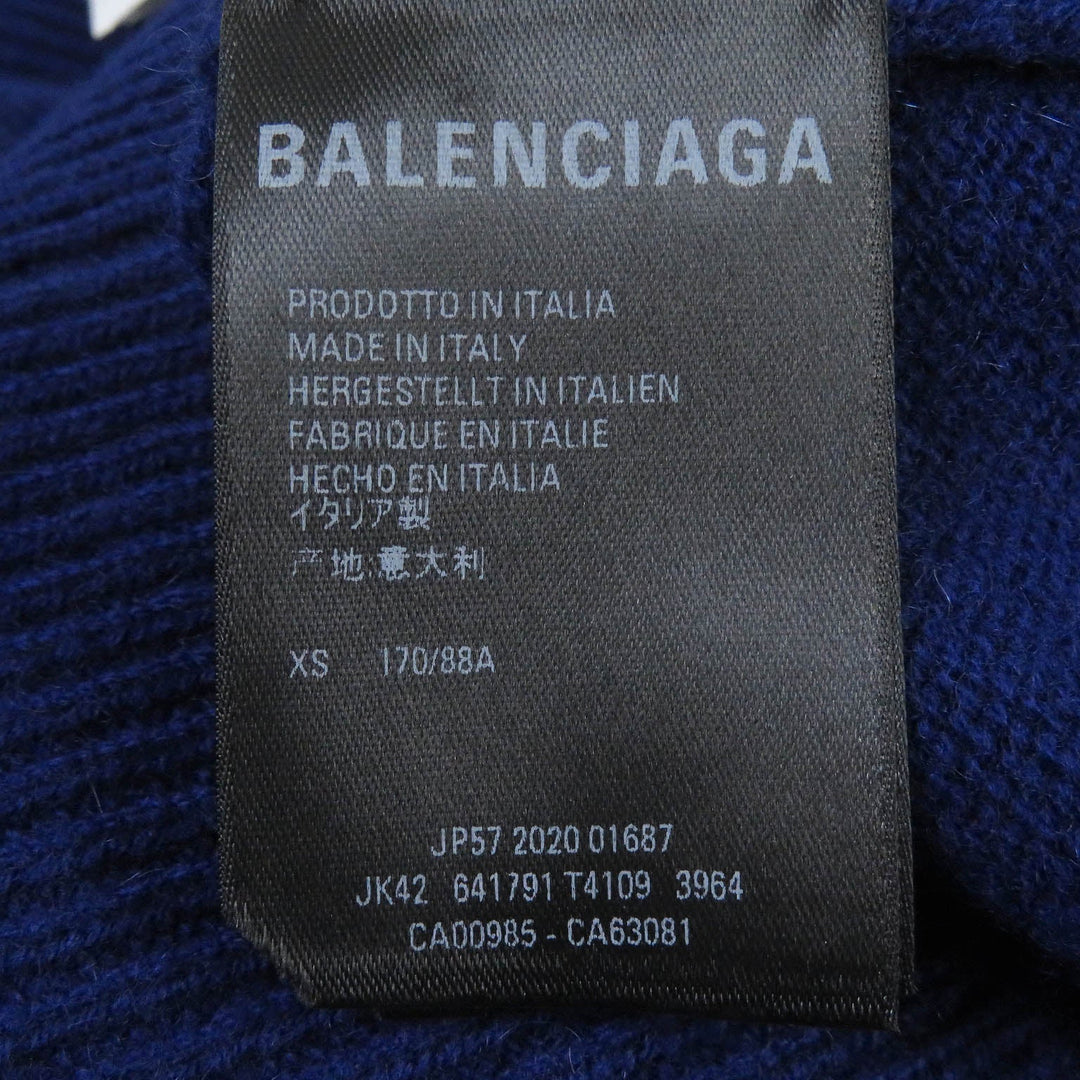 BALENCIAGA
PRODOTTO IN ITALIA
MADE IN ITALY
HERGESTELLT IN ITALIEN
FABRIQUE EN ITALIE
HECHO EN ITALIA
イタリア製
产地:意大利
XS 170/88A
JP57 2020 01687
JK42 641791 T4109 3964
CA00985 - CA63081